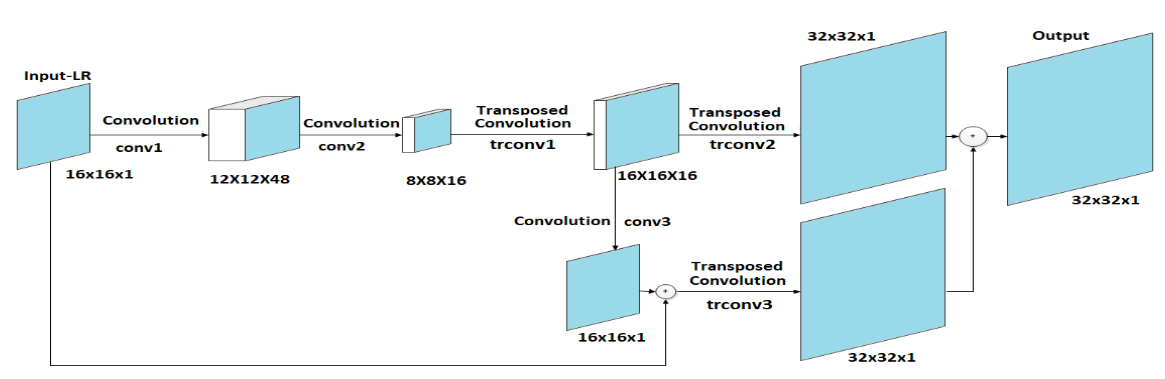 Input-LR
Convolution
conv1
16x16x1
12X12X48
Convolution
conv2
8X8X16
Transposed
Convolution
trconv1
16X16X16
Transposed
Convolution
trconv2
32x32x1
+
Output
32x32x1
Convolution conv3
16x16x1
+
Transposed
Convolution
trconv3
32x32x1